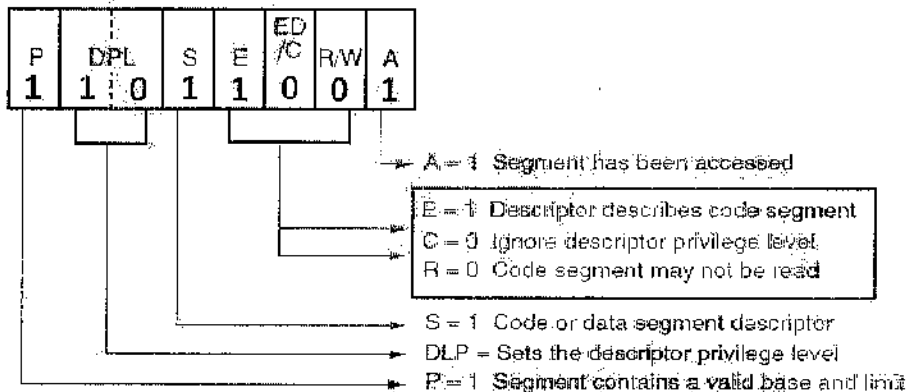 P DPL S E ED/C R/W A
1 1 0 1 1 0 0 1
A = 1 Segment has been accessed
E = 1 Descriptor describes code segment
C = 0 Ignore descriptor privilege level
R = 0 Code segment may not be read
S = 1 Code or data segment descriptor
DLP = Sets the descriptor privilege level
P = 1 Segment contains a valid base and limit